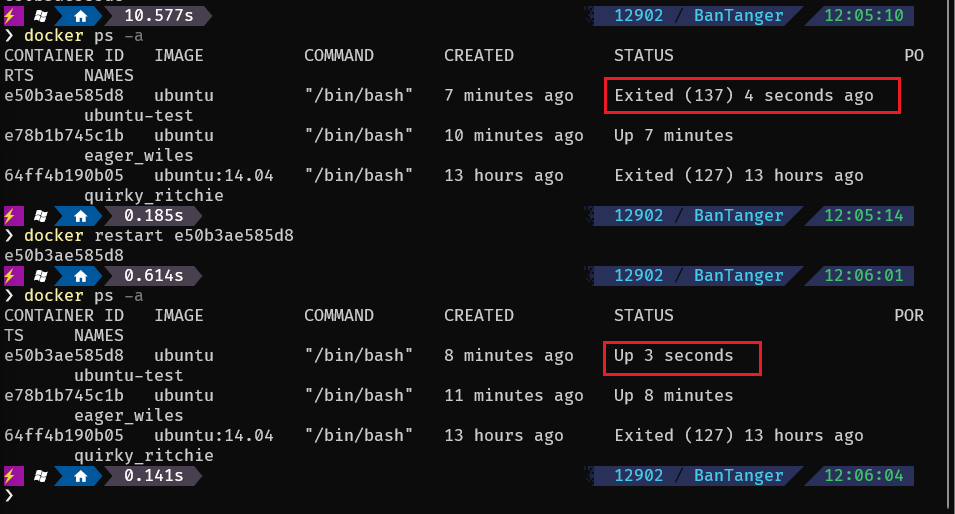 10.577s 12902 / BanTanger 12:05:10
❯ docker ps -a
CONTAINER ID IMAGE COMMAND CREATED STATUS PO
RTS NAMES
e50b3ae585d8 ubuntu "/bin/bash" 7 minutes ago Exited (137) 4 seconds ago
ubuntu-test
e78b1b745c1b ubuntu "/bin/bash" 10 minutes ago Up 7 minutes
eager_wiles
64ff4b190b05 ubuntu:14.04 "/bin/bash" 13 hours ago Exited (127) 13 hours ago
quirky_ritchie
0.185s 12902 / BanTanger 12:05:14
❯ docker restart e50b3ae585d8
e50b3ae585d8
0.614s 12902 / BanTanger 12:06:01
❯ docker ps -a
CONTAINER ID IMAGE COMMAND CREATED STATUS POR
TS NAMES
e50b3ae585d8 ubuntu "/bin/bash" 8 minutes ago Up 3 seconds
ubuntu-test
e78b1b745c1b ubuntu "/bin/bash" 11 minutes ago Up 8 minutes
eager_wiles
64ff4b190b05 ubuntu:14.04 "/bin/bash" 13 hours ago Exited (127) 13 hours ago
quirky_ritchie
0.141s 12902 / BanTanger 12:06:04
❯